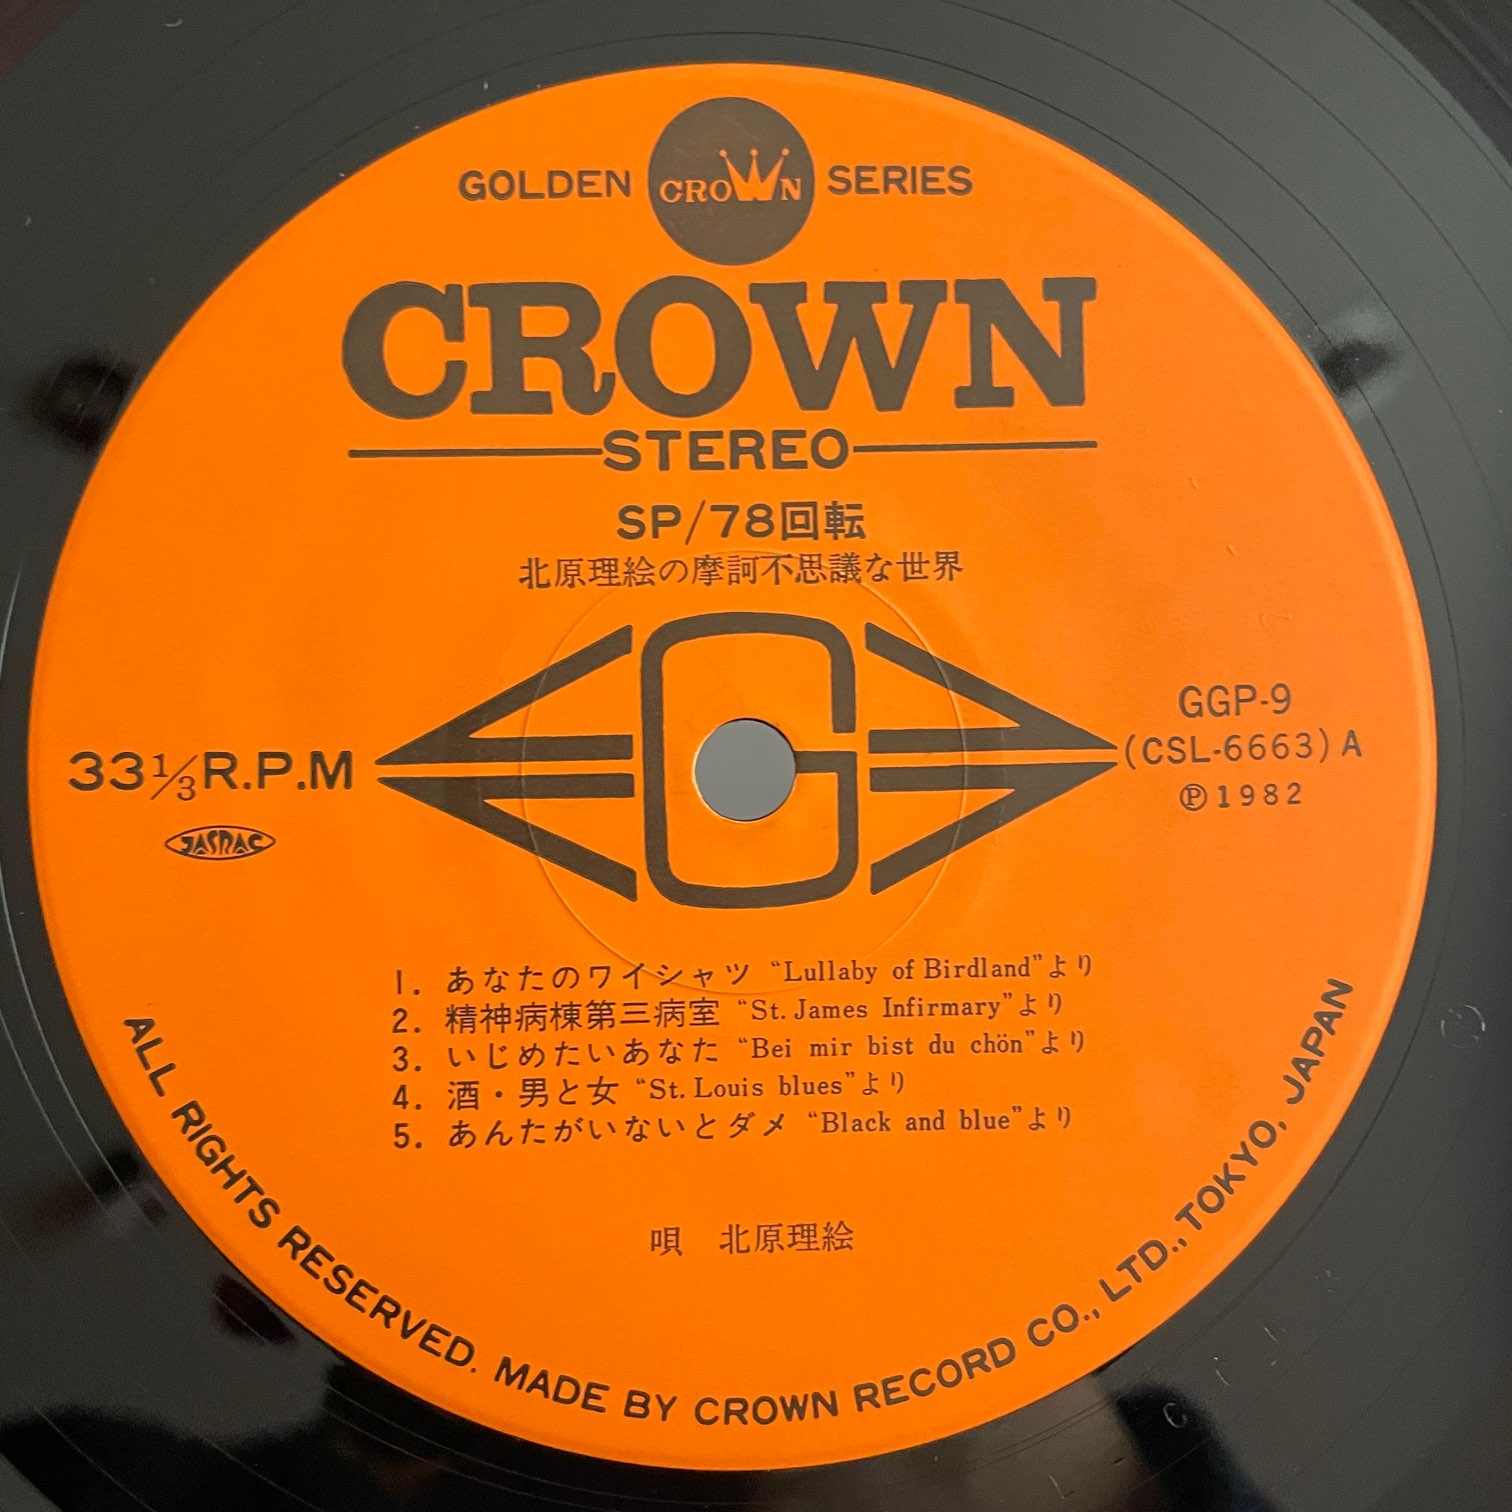 GOLDEN CROWN SERIES
CROWN
STEREO
SP/78回転
北原理絵の摩訶不思議な世界
G
33 1/3 R.P.M
JASRAC
GGP-9
(CSL-6663) A
Ⓟ1982
1. あなたのワイシャツ “Lullaby of Birdland”より
2. 精神病棟第三病室 “St. James Infirmary”より
3. いじめたいあなた “Bei mir bist du chön”より
4. 酒・男と女 “St. Louis blues”より
5. あんたがいないとダメ “Black and blue”より
唄 北原理絵
ALL RIGHTS RESERVED. MADE BY CROWN RECORD CO., LTD., TOKYO, JAPAN